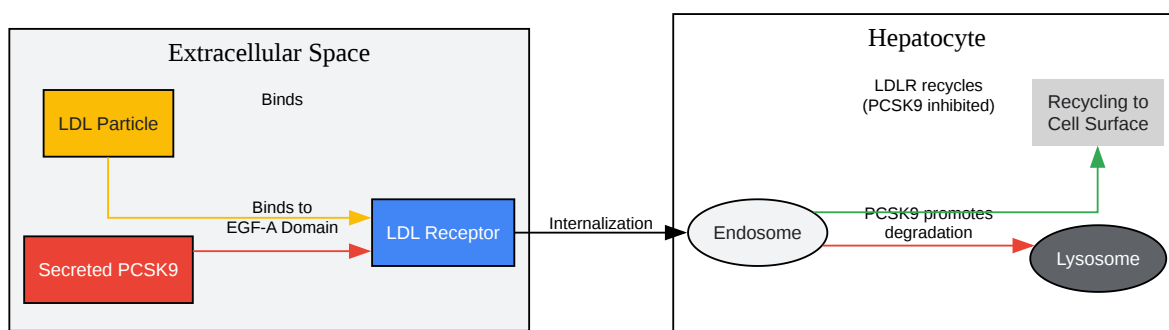 Extracellular Space
Binds
LDL Particle
Binds to
EGF-A Domain
LDL Receptor
Secreted PCSK9
Internalization
Hepatocyte
LDLR recycles
(PCSK9 inhibited)
Recycling to
Cell Surface
Endosome
PCSK9 promotes
degradation
Lysosome